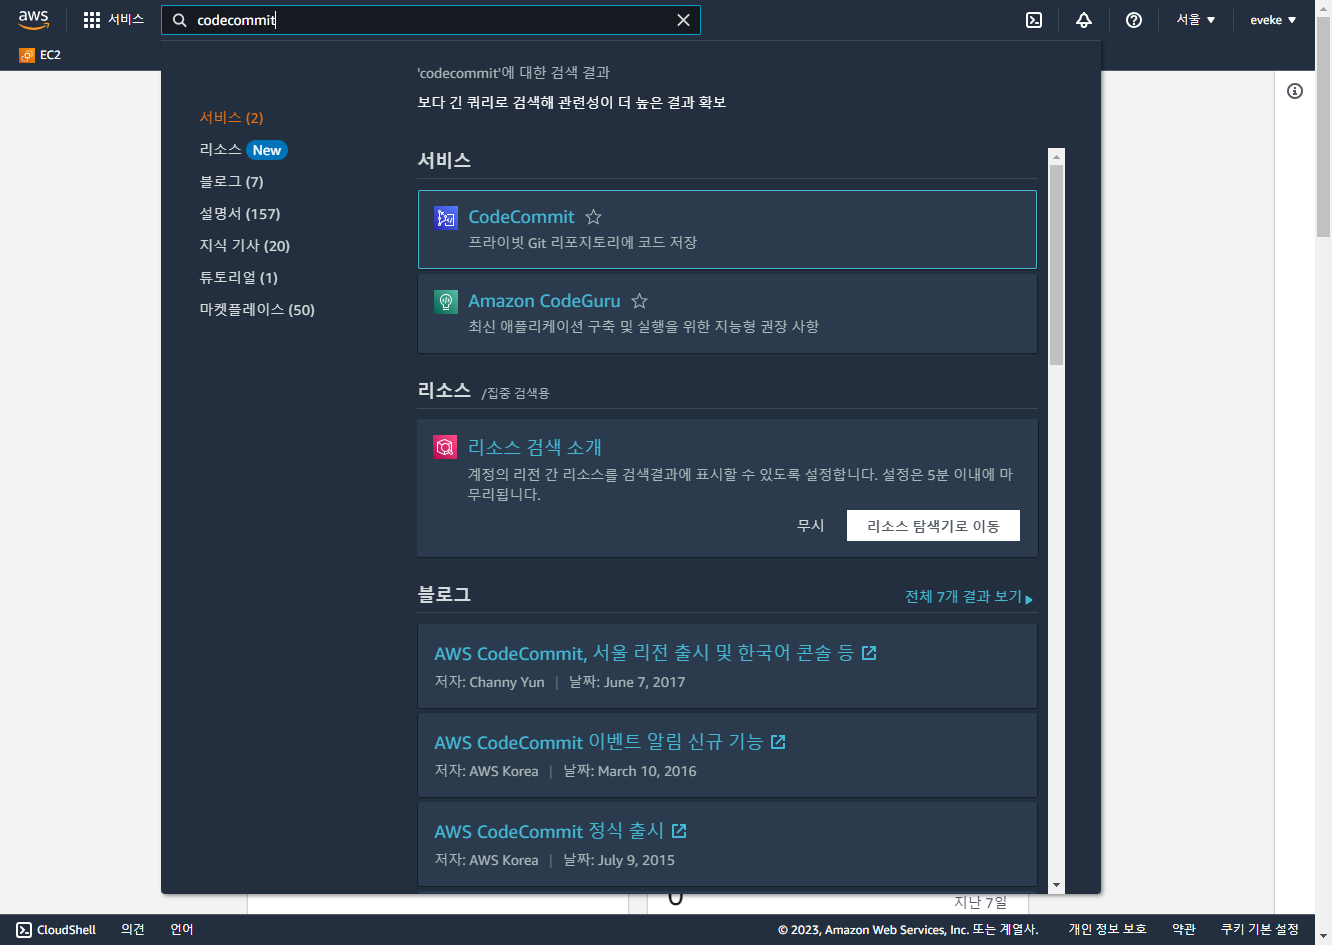 aws
서비스
codecommit
서울 ▼
eveke ▼
EC2
'codecommit'에 대한 검색 결과
보다 긴 쿼리로 검색해 관련성이 더 높은 결과 확보
서비스 (2)
리소스 New
블로그 (7)
설명서 (157)
지식 기사 (20)
튜토리얼 (1)
마켓플레이스 (50)
서비스
CodeCommit
프라이빗 Git 리포지토리에 코드 저장
Amazon CodeGuru
최신 애플리케이션 구축 및 실행을 위한 지능형 권장 사항
리소스 /집중 검색용
리소스 검색 소개
계정의 리전 간 리소스를 검색결과에 표시할 수 있도록 설정합니다. 설정은 5분 이내에 마
무리됩니다.
무시
리소스 탐색기로 이동
블로그
전체 7개 결과 보기
AWS CodeCommit, 서울 리전 출시 및 한국어 콘솔 등
저자: Channy Yun | 날짜: June 7, 2017
AWS CodeCommit 이벤트 알림 신규 기능
저자: AWS Korea | 날짜: March 10, 2016
AWS CodeCommit 정식 출시
저자: AWS Korea | 날짜: July 9, 2015
0
지난 7일
CloudShell
의견
언어
© 2023, Amazon Web Services, Inc. 또는 계열사.
개인 정보 보호
약관
쿠키 기본 설정